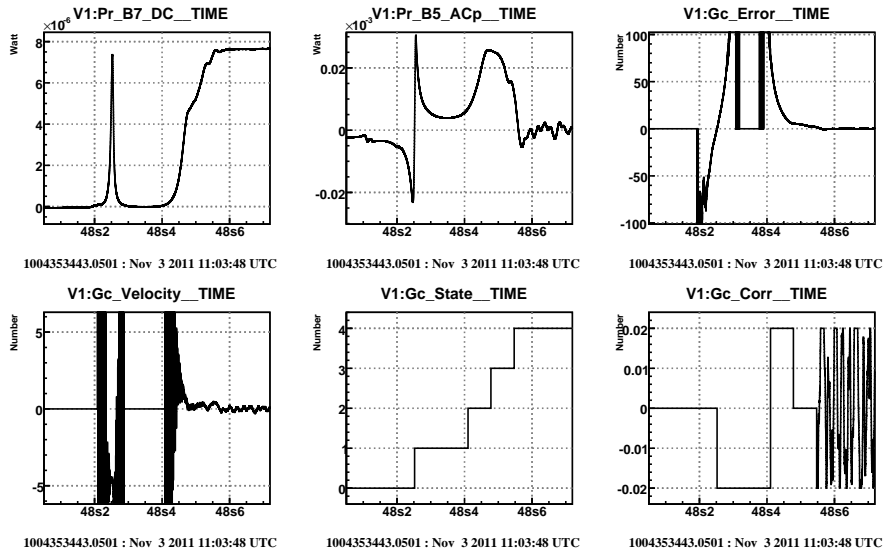 V1:Pr_B7_DC__TIME
×10⁻⁶
Watt
8
6
4
2
0
48s2 48s4 48s6
1004353443.0501 : Nov 3 2011 11:03:48 UTC
V1:Pr_B5_ACp__TIME
×10⁻³
Watt
0.02
0
-0.02
48s2 48s4 48s6
1004353443.0501 : Nov 3 2011 11:03:48 UTC
V1:Gc_Error__TIME
Number
100
50
0
-50
-100
48s2 48s4 48s6
1004353443.0501 : Nov 3 2011 11:03:48 UTC
V1:Gc_Velocity__TIME
Number
5
0
-5
48s2 48s4 48s6
1004353443.0501 : Nov 3 2011 11:03:48 UTC
V1:Gc_State__TIME
Number
4
3
2
1
0
48s2 48s4 48s6
1004353443.0501 : Nov 3 2011 11:03:48 UTC
V1:Gc_Corr__TIME
Number
0.02
0.01
0
-0.01
-0.02
48s2 48s4 48s6
1004353443.0501 : Nov 3 2011 11:03:48 UTC